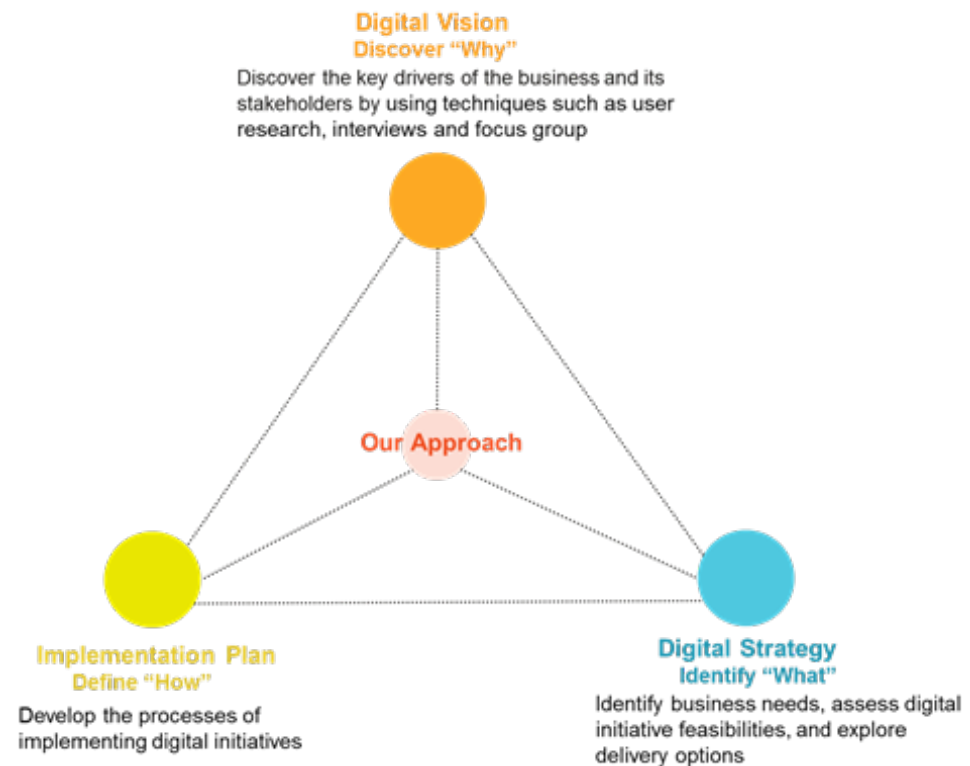 Digital Vision
Discover “Why”
Discover the key drivers of the business and its
stakeholders by using techniques such as user
research, interviews and focus group
Our Approach
Implementation Plan
Define “How”
Develop the processes of
implementing digital initiatives
Digital Strategy
Identify “What”
Identify business needs, assess digital
initiative feasibilities, and explore
delivery options